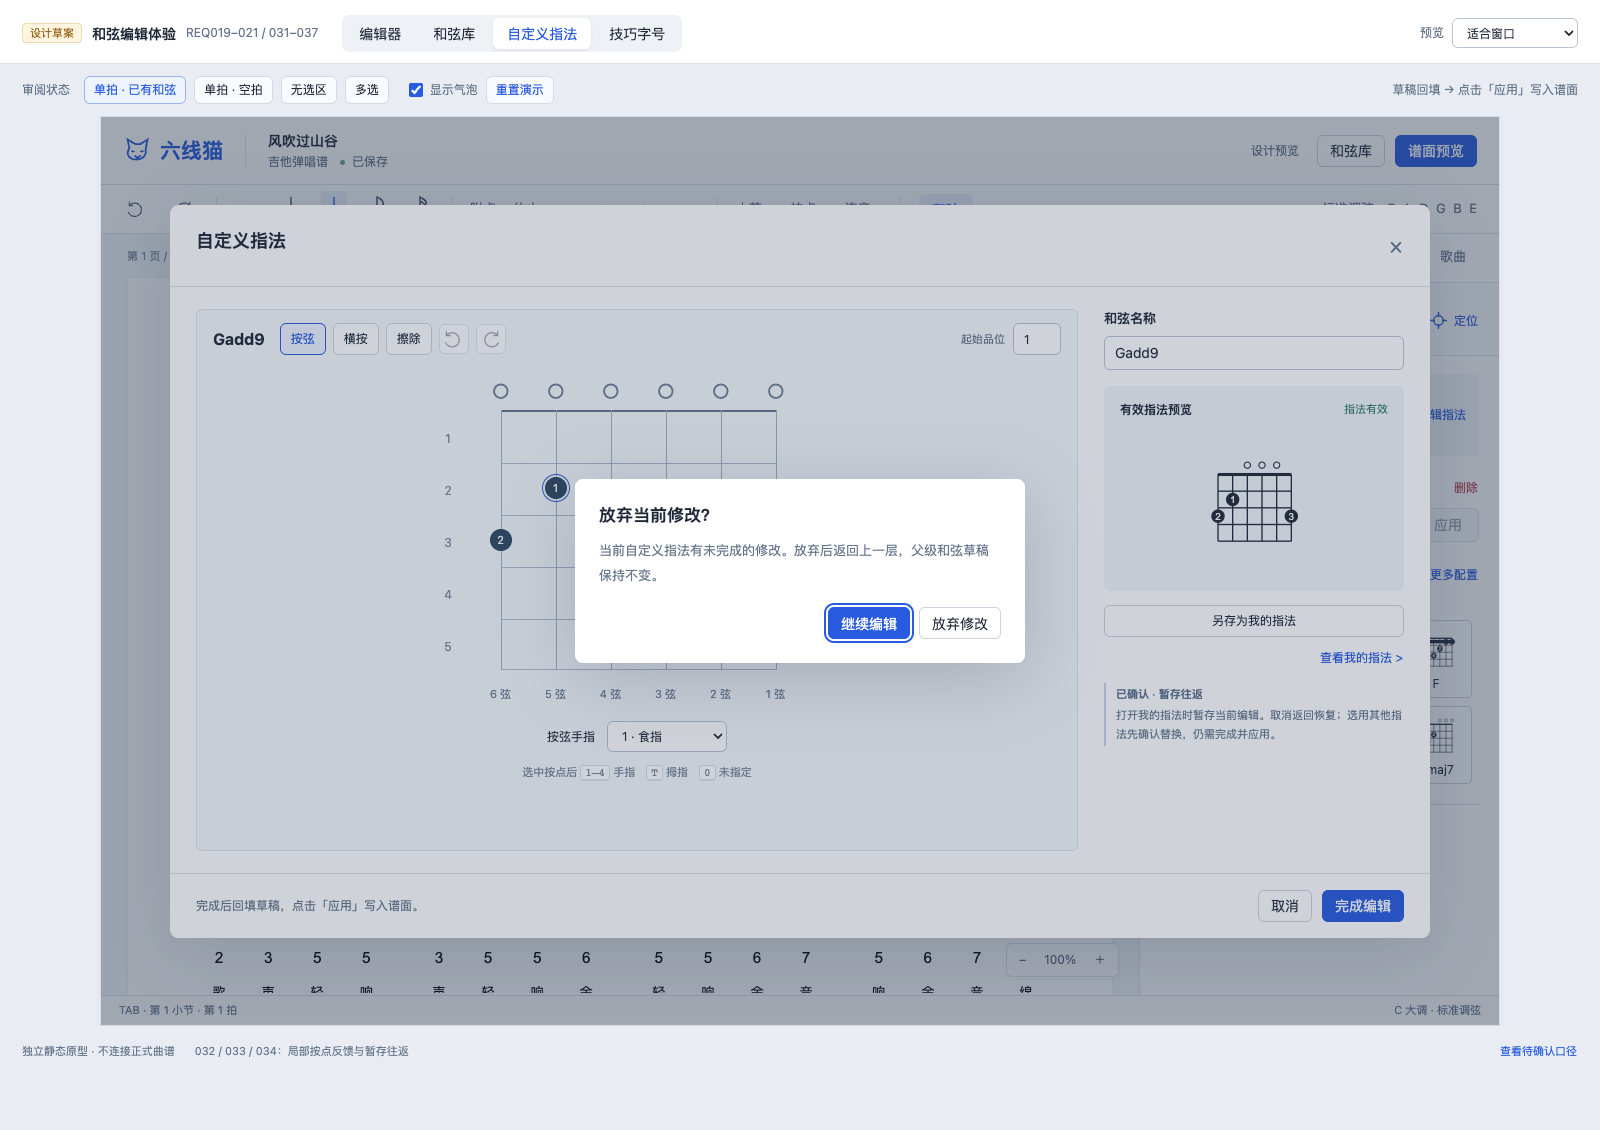 设计草案 和弦编辑体验 REQ019–021 / 031–037 编辑器 和弦库 自定义指法 技巧字号 预览 适合窗口
审阅状态 单拍 · 已有和弦 单拍 · 空拍 无选区 多选 显示气泡 重置演示 草稿回填 → 点击「应用」写入谱面
六线猫 风吹过山谷 设计预览 和弦库 谱面预览
吉他弹唱谱 已保存
G B E
第 1 页 / 歌曲
自定义指法
定位
Gadd9 按弦 横按 擦除 起始品位 1
和弦名称
Gadd9
有效指法预览 指法有效
辑指法
1
2 1
3 2
4
5
1
2 3
删除
应用
更多配置
放弃当前修改?
当前自定义指法有未完成的修改。放弃后返回上一层，父级和弦草稿
保持不变。
继续编辑 放弃修改
另存为我的指法
查看我的指法 >
F
6 弦 5 弦 4 弦 3 弦 2 弦 1 弦
已确认 · 暂存往返
打开我的指法时暂存当前编辑。取消返回恢复；选用其他指
法先确认替换，仍需完成并应用。
按弦手指 1 · 食指
选中按点后 1–4 手指 T 拇指 0 未指定
maj7
完成后回填草稿，点击「应用」写入谱面。 取消 完成编辑
2 3 5 5 3 5 5 6 5 5 6 7 5 6 7 − 100% +
TAB · 第 1 小节 · 第 1 拍 C 大调 · 标准调弦
独立静态原型 · 不连接正式曲谱 032 / 033 / 034：局部按点反馈与暂存往返 查看待确认口径